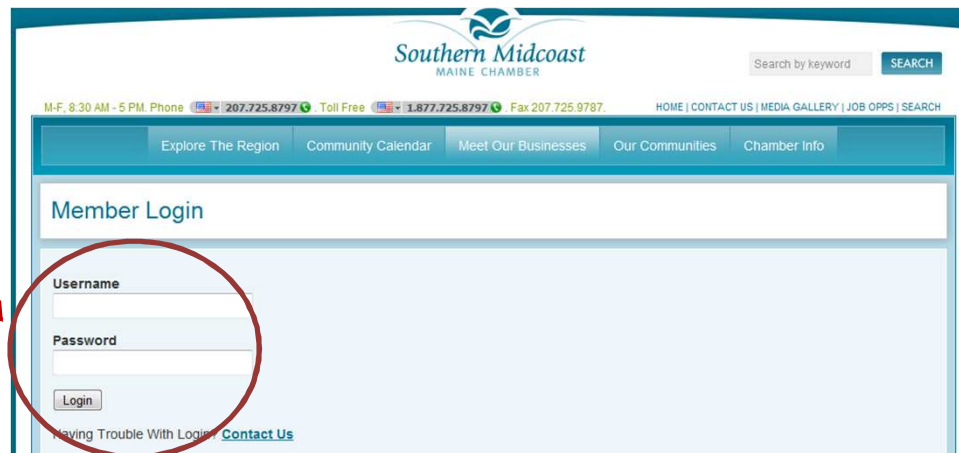 Southern Midcoast
MAINE CHAMBER
Search by keyword SEARCH
M-F, 8:30 AM - 5 PM. Phone 207.725.8797 . Toll Free 1.877.725.8797 . Fax 207.725.9787. HOME | CONTACT US | MEDIA GALLERY | JOB OPPS | SEARCH
Explore The Region Community Calendar Meet Our Businesses Our Communities Chamber Info
Member Login
Username
Password
Login
Having Trouble With Login? Contact Us